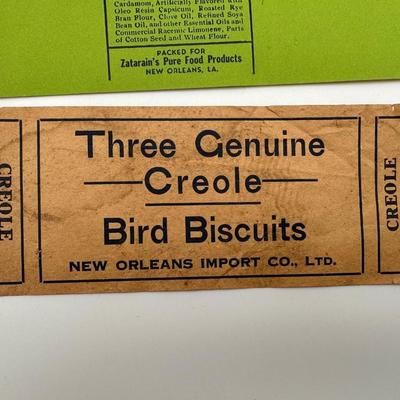 Cardamom, Artificially Flavored with
Oleo Resin Capsicum, Roasted Rye
Bran Flour, Clove Oil, Refined Soya
Bean Oil, and other Essential Oils and
Commercial Racemic Limonene, Parts
of Cotton Seed and Wheat Flour.
PACKED FOR
Zatarain's Pure Food Products
NEW ORLEANS, LA.
CREOLE
Three Genuine
Creole
Bird Biscuits
NEW ORLEANS IMPORT CO., LTD.
CREOLE